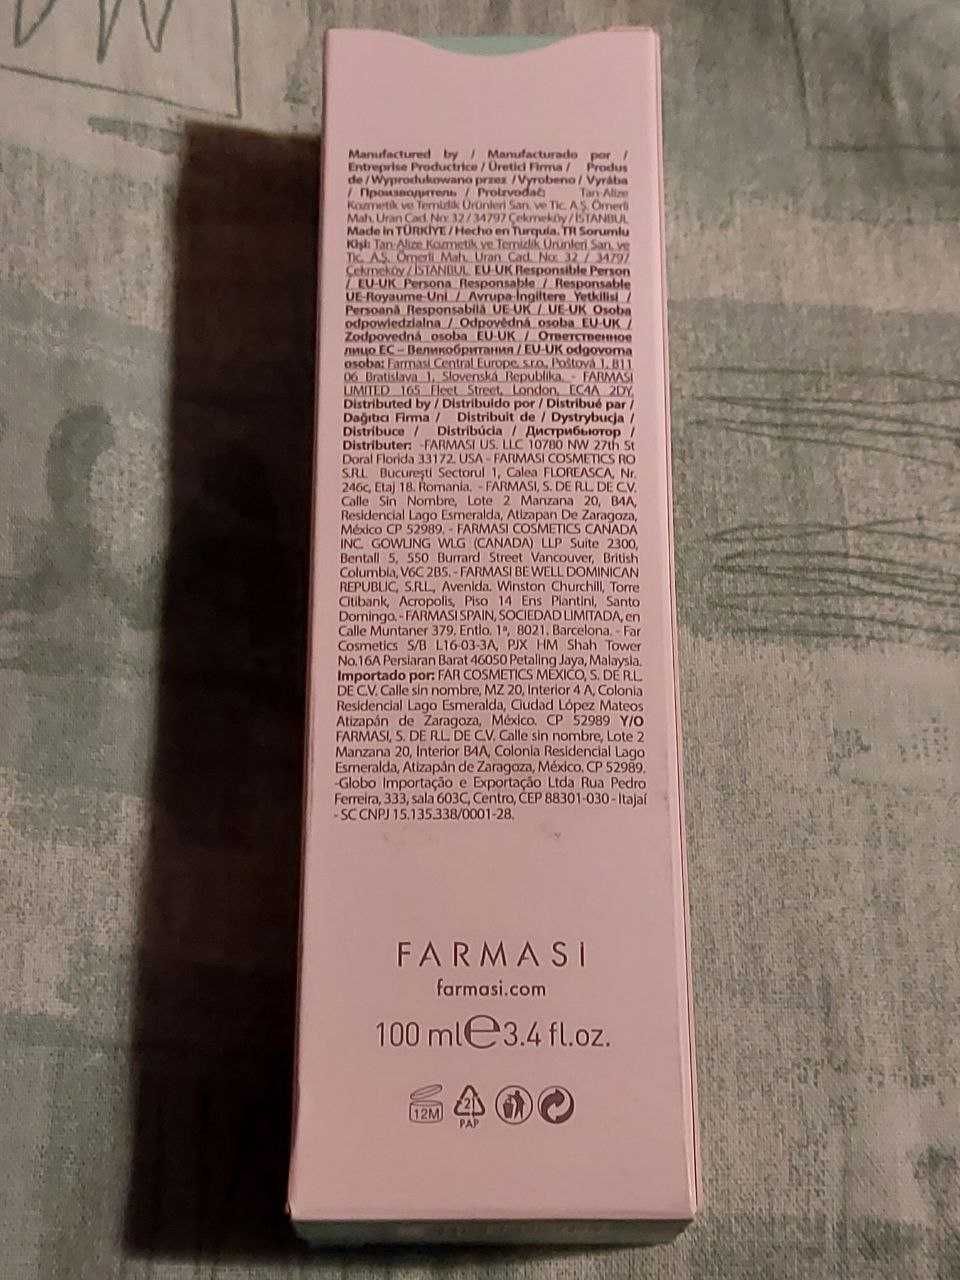 Manufactured by / Manufacturado por /
Entreprise Productrice / Üretici Firma / Produs
de / Wyprodukowano przez / Vyrobeno / Vyrába
/ Производитель / Proizvođač: Tan-Alize
Kozmetik ve Temizlik Ürünleri San. ve Tic. A.Ş. Ömerli
Mah. Uran Cad. No: 32 / 34797 Çekmeköy / İSTANBUL
Made in TÜRKİYE / Hecho en Turquía. TR Sorumlu
Kişi: Tan-Alize Kozmetik ve Temizlik Ürünleri San. ve
Tic. A.Ş. Ömerli Mah. Uran Cad. No: 32 / 34797
Çekmeköy / İSTANBUL EU-UK Responsible Person
/ EU-UK Persona Responsable / Responsable
UE-Royaume-Uni / Avrupa-İngiltere Yetkilisi /
Persoană Responsabilă UE-UK / UE-UK Osoba
odpowiedzialna / Odpovědná osoba EU-UK /
Zodpovedná osoba EU-UK / Ответственное
лицо ЕС – Великобритания / EU-UK odgovorna
osoba: Farmasi Central Europe, s.r.o., Poštová 1, 811
06 Bratislava 1, Slovenská Republika. - FARMASI
LIMITED 165 Fleet Street, London, EC4A 2DY.
Distributed by / Distribuido por / Distribué par /
Dağıtıcı Firma / Distribuit de / Dystrybucja /
Distribuce / Distribúcia / Дистрибьютор /
Distributer: -FARMASI US. LLC 10780 NW 27th St
Doral Florida 33172. USA - FARMASI COSMETICS RO
S.R.L. Bucureşti Sectorul 1, Calea FLOREASCA, Nr.
246c, Etaj 18. Romania. - FARMASI, S. DE R.L. DE C.V.
Calle Sin Nombre, Lote 2 Manzana 20, B4A,
Residencial Lago Esmeralda, Atizapan De Zaragoza,
México CP 52989. - FARMASI COSMETICS CANADA
INC. GOWLING WLG (CANADA) LLP Suite 2300,
Bentall 5, 550 Burrard Street Vancouver, British
Columbia, V6C 2B5. - FARMASI BE WELL DOMINICAN
REPUBLIC, S.R.L., Avenida. Winston Churchill, Torre
Citibank, Acropolis, Piso 14 Ens Piantini, Santo
Domingo. - FARMASI SPAIN, SOCIEDAD LIMITADA, en
Calle Muntaner 379. Entlo. 1ª, 8021. Barcelona. - Far
Cosmetics S/B L16-03-3A, PJX HM Shah Tower
No.16A Persiaran Barat 46050 Petaling Jaya, Malaysia.
Importado por: FAR COSMETICS MÉXICO, S. DE R.L.
DE C.V. Calle sin nombre, MZ 20, Interior 4 A, Colonia
Residencial Lago Esmeralda, Ciudad López Mateos
Atizapán de Zaragoza, México. CP 52989 Y/O
FARMASI, S. DE R.L. DE C.V. Calle sin nombre, Lote 2
Manzana 20, Interior B4A, Colonia Residencial Lago
Esmeralda, Atizapán de Zaragoza, México. CP 52989.
-Globo Importação e Exportação Ltda Rua Pedro
Ferreira, 333, sala 603C, Centro, CEP 88301-030 - Itajaí
- SC CNPJ 15.135.338/0001-28.
FARMASİ
farmasi.com
100 ml℮3.4 fl.oz.
12M
21
PAP